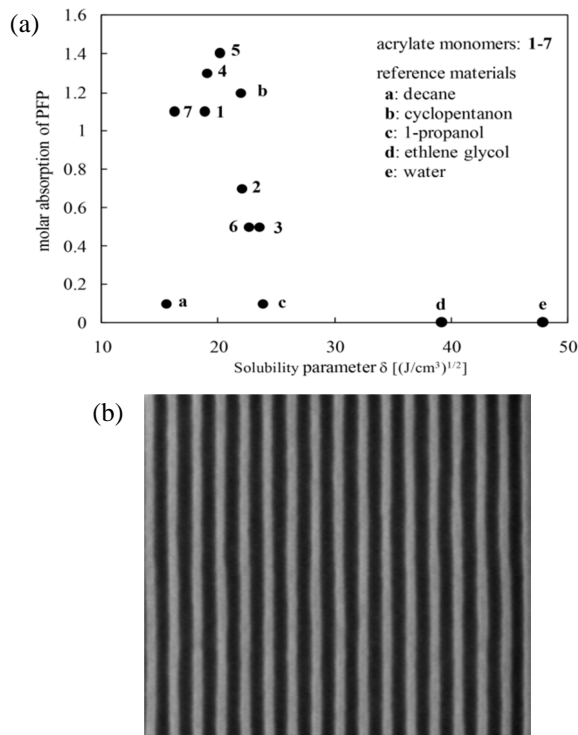 (a)
molar absorption of PFP
1.6
1.4
1.2
1
0.8
0.6
0.4
0.2
0
5
4
b
7
1
2
6
3
a
c
d
e
acrylate monomers: 1-7
reference materials
a: decane
b: cyclopentanon
c: 1-propanol
d: ethlene glycol
e: water
10 20 30 40 50
Solubility parameter δ [(J/cm³)¹/²]
(b)